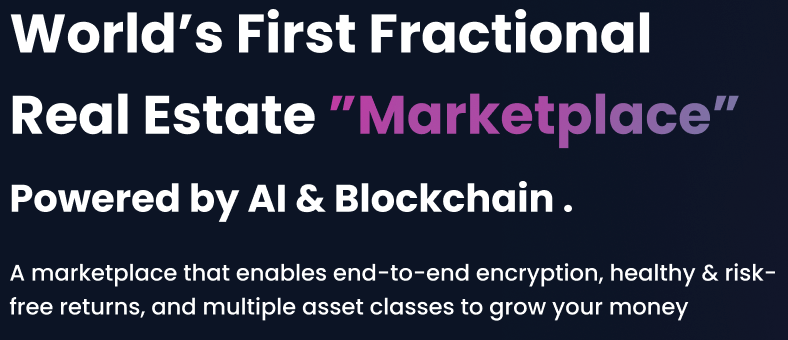 World’s First Fractional
Real Estate ”Marketplace”
Powered by AI & Blockchain .
A marketplace that enables end-to-end encryption, healthy & risk-
free returns, and multiple asset classes to grow your money